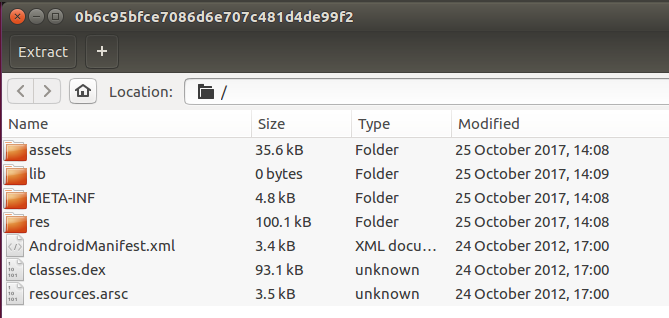 0b6c95bfce7086d6e707c481d4de99f2
Extract +
Location: /
Name Size Type Modified
assets 35.6 kB Folder 25 October 2017, 14:08
lib 0 bytes Folder 25 October 2017, 14:09
META-INF 4.8 kB Folder 25 October 2017, 14:08
res 100.1 kB Folder 25 October 2017, 14:08
AndroidManifest.xml 3.4 kB XML docu... 24 October 2012, 17:00
classes.dex 93.1 kB unknown 24 October 2012, 17:00
resources.arsc 3.5 kB unknown 24 October 2012, 17:00